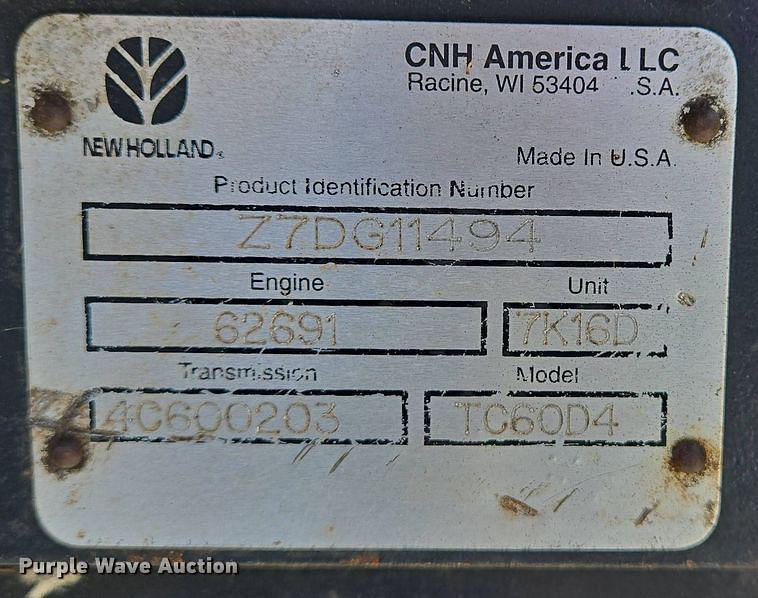 CNH America LLC
Racine, WI 53404 .S.A.
NEW HOLLAND
Made In U.S.A.
Product Identification Number
Z7DG11494
Engine Unit
62691 7K16D
Transmission Model
4C600203 TC60D4
Purple Wave Auction